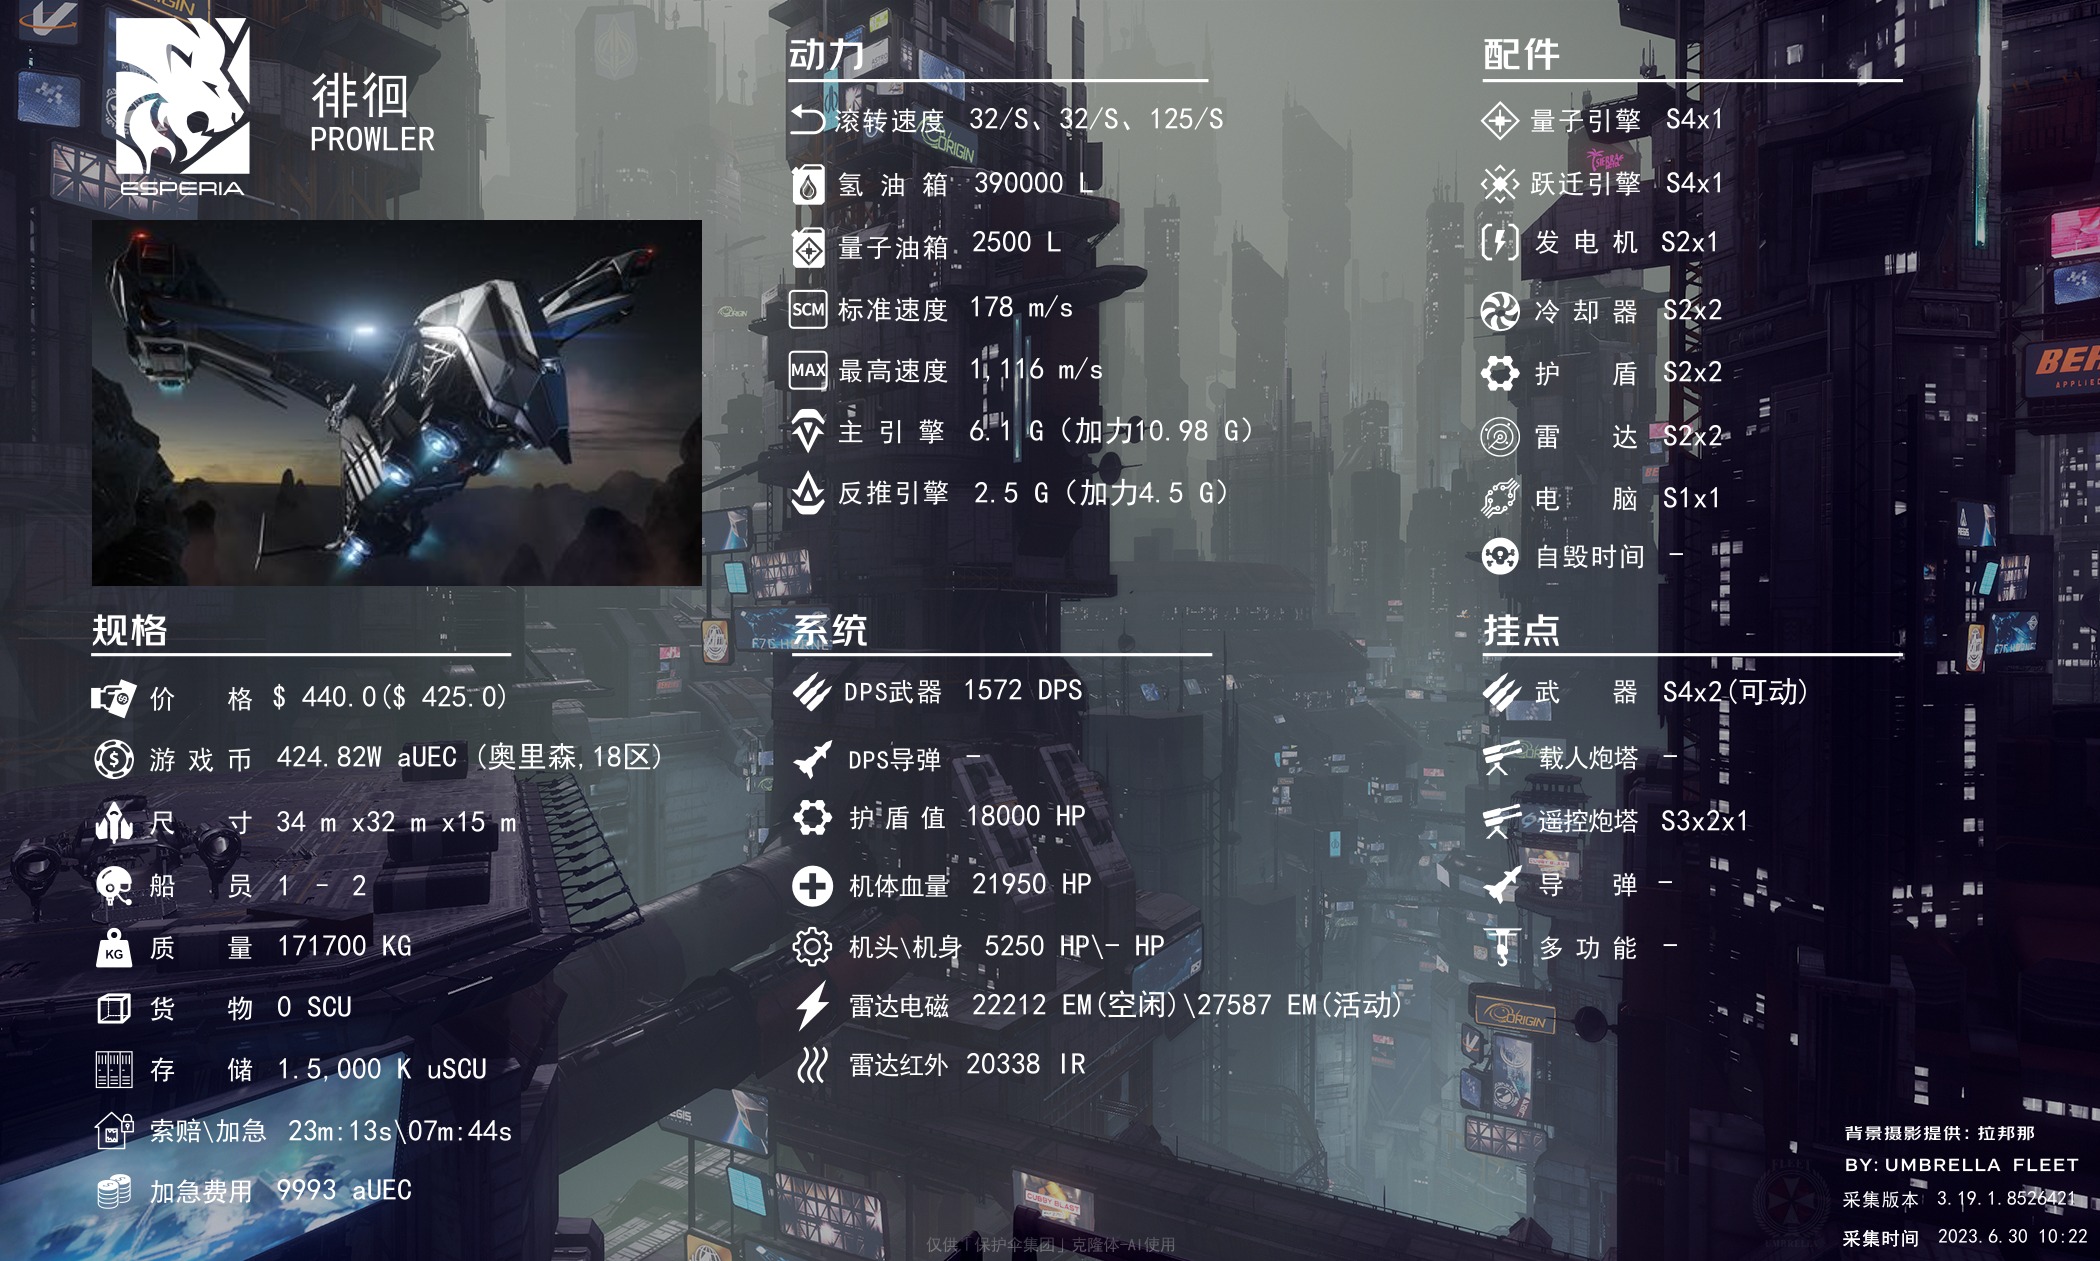 ESPERIA
徘徊
PROWLER
规格
价格 $ 440.0($ 425.0)
游戏币 424.82W aUEC (奥里森,18区)
尺寸 34 m x32 m x15 m
船员 1 - 2
KG
质量 171700 KG
货物 0 SCU
存储 1.5,000 K uSCU
索赔\加急 23m:13s\07m:44s
加急费用 9993 aUEC
动力
滚转速度 32/S、32/S、125/S
氢油箱 390000 L
量子油箱 2500 L
SCM 标准速度 178 m/s
MAX 最高速度 1,116 m/s
主引擎 6.1 G（加力10.98 G）
反推引擎 2.5 G（加力4.5 G）
系统
DPS武器 1572 DPS
DPS导弹 -
护盾值 18000 HP
机体血量 21950 HP
机头\机身 5250 HP\- HP
雷达电磁 22212 EM(空闲)\27587 EM(活动)
雷达红外 20338 IR
配件
量子引擎 S4x1
跃迁引擎 S4x1
发电机 S2x1
冷却器 S2x2
护盾 S2x2
雷达 S2x2
电脑 S1x1
自毁时间 -
挂点
武器 S4x2(可动)
载人炮塔 -
遥控炮塔 S3x2x1
导弹 -
多功能 -
ORIGIN
ORIGIN
SIERRA
BER
APPLIED
AEGIS
F7C HORNE
ORIGIN
CUBBY BLAST
背景摄影提供: 拉邦那
BY: UMBRELLA FLEET
采集版本 3.19.1.8526421
采集时间 2023.6.30 10:22
仅供 | 保护伞集团 | 克隆体-AI使用